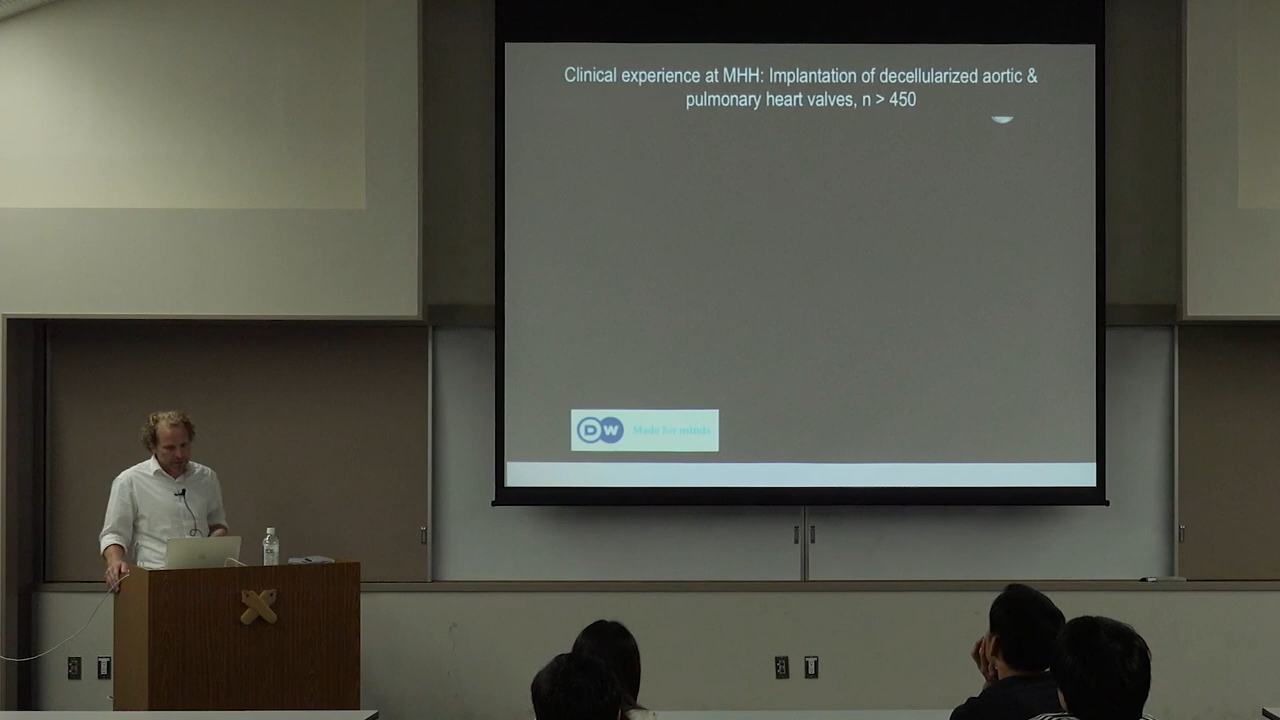 Clinical experience at MHH: Implantation of decellularized aortic &
pulmonary heart valves, n > 450
DW Made for minds